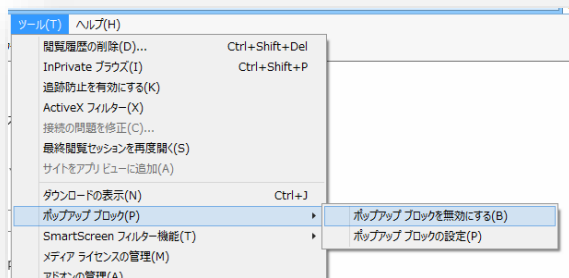 ツール(T) ヘルプ(H)
閲覧履歴の削除(D)... Ctrl+Shift+Del
InPrivate ブラウズ(I) Ctrl+Shift+P
追跡防止を有効にする(K)
ActiveX フィルター(X)
接続の問題を修正(C)...
最終閲覧セッションを再度開く(S)
サイトをアプリ ビューに追加(A)
ダウンロードの表示(N) Ctrl+J
ポップアップ ブロック(P) ポップアップ ブロックを無効にする(B)
SmartScreen フィルター機能(T) ポップアップ ブロックの設定(P)
メディア ライセンスの管理(M)
アドオンの管理(A)